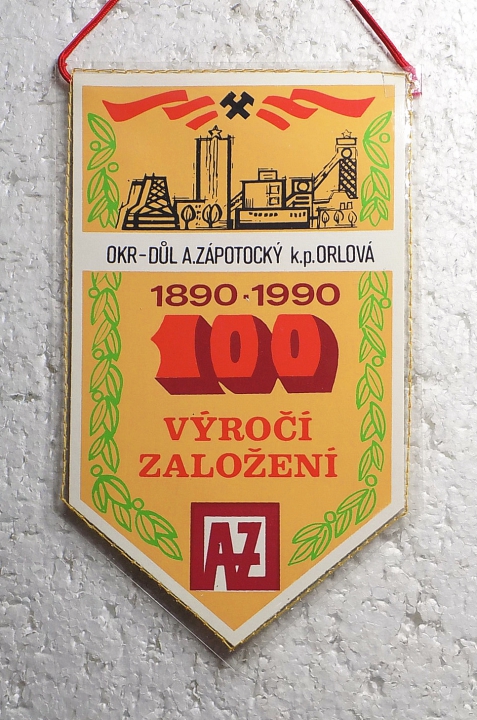 OKR-DŮL A.ZÁPOTOCKÝ k.p.ORLOVÁ
1890-1990
100
VÝROČÍ
ZALOŽENÍ
AZ